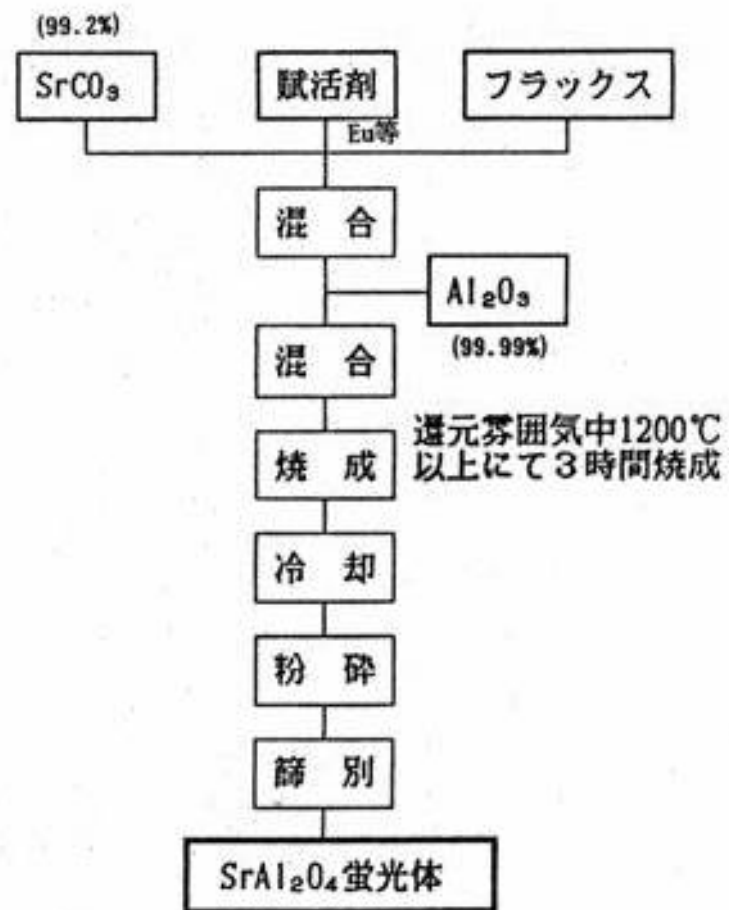 (99.2%)
SrCO₃
賦活剤
フラックス
Eu等
混 合
Al₂O₃
(99.99%)
混 合
還元雰囲気中1200℃
以上にて3時間焼成
焼 成
冷 却
粉 砕
篩 別
SrAl₂O₄蛍光体